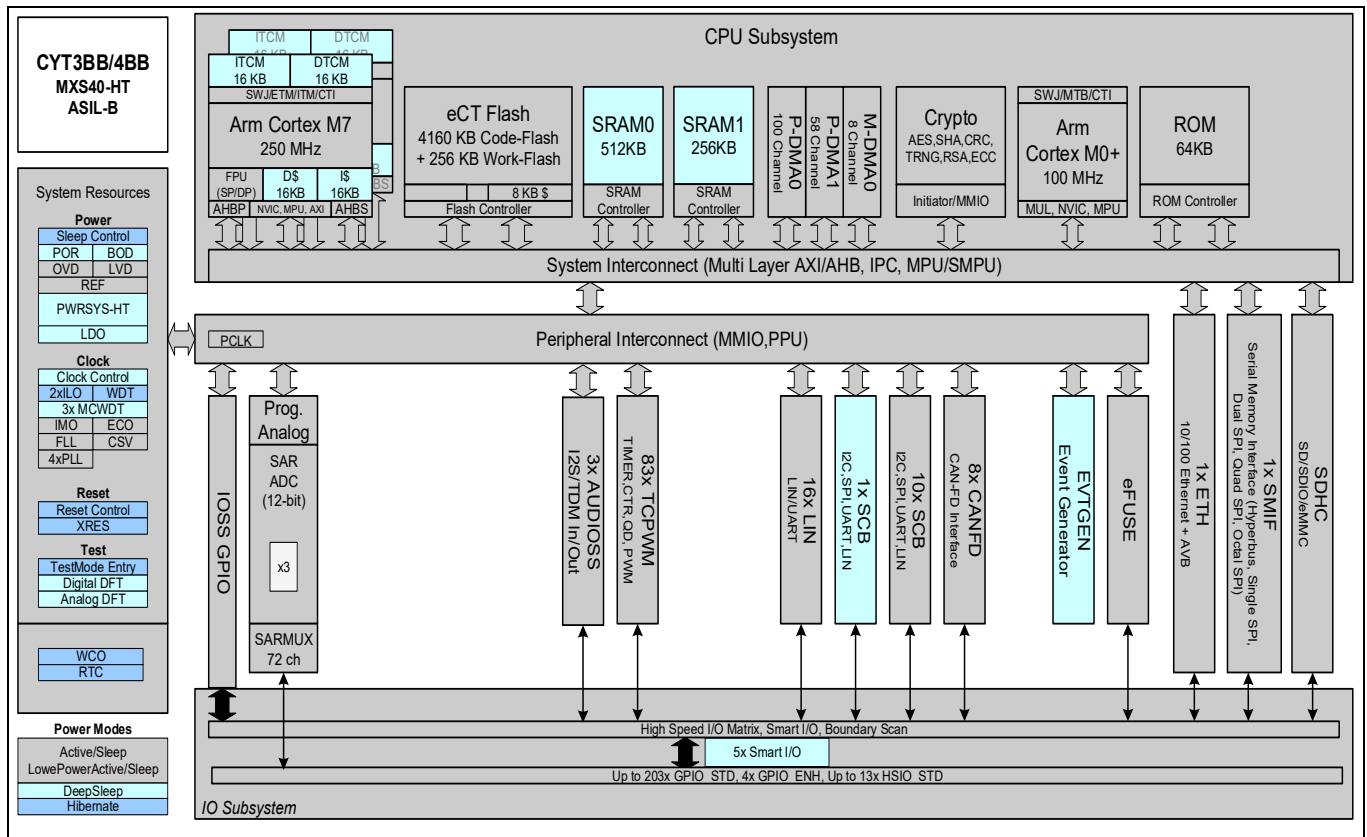 CYT3BB/4BB
MXS40-HT
ASIL-B
System Resources
Power
Sleep Control
POR BOD
OVD LVD
REF
PWRSYS-HT
LDO
Clock
Clock Control
2xILO WDT
3x MCWDT
IMO ECO
FLL CSV
4xPLL
Reset
Reset Control
XRES
Test
TestMode Entry
Digital DFT
Analog DFT
WCO
RTC
Power Modes
Active/Sleep
LowePowerActive/Sleep
DeepSleep
Hibernate
CPU Subsystem
ITCM DTCM
16 KB 16 KB
ITCM DTCM
16 KB 16 KB
SWJ/ETM/ITM/CTI
Arm Cortex M7
250 MHz
FPU
(SP/DP)
D$
16KB
I$
16KB
AHBP NVIC, MPU, AXI AHBS
eCT Flash
4160 KB Code-Flash
+ 256 KB Work-Flash
8 KB $
Flash Controller
SRAM0
512KB
SRAM
Controller
SRAM1
256KB
SRAM
Controller
P-DMA0
100 Channel
P-DMA1
58 Channel
M-DMA0
8 Channel
Crypto
AES,SHA,CRC,
TRNG,RSA,ECC
Initiator/MMIO
SWJ/MTB/CTI
Arm
Cortex M0+
100 MHz
MUL, NVIC, MPU
ROM
64KB
ROM Controller
System Interconnect (Multi Layer AXI/AHB, IPC, MPU/SMPU)
PCLK
Peripheral Interconnect (MMIO,PPU)
IOSS GPIO
Prog.
Analog
SAR
ADC
(12-bit)
x3
SARMUX
72 ch
3x AUDIOSS
I2S/TDM In/Out
83x TCPWM
TIMER,CTR,QD,PWM
16x LIN
LIN/UART
1x SCB
I2C,SPI,UART,LIN
10x SCB
I2C,SPI,UART,LIN
8x CANFD
CAN-FD Interface
EVTGEN
Event Generator
eFUSE
1x ETH
10/100 Ethernet + AVB
1x SMIF
Serial Memory Interface (Hyperbus, Single SPI,
Dual SPI, Quad SPI, Octal SPI)
SDHC
SD/SDIO/eMMC
High Speed I/O Matrix, Smart I/O, Boundary Scan
5x Smart I/O
Up to 203x GPIO_STD, 4x GPIO_ENH, Up to 13x HSIO_STD
IO Subsystem